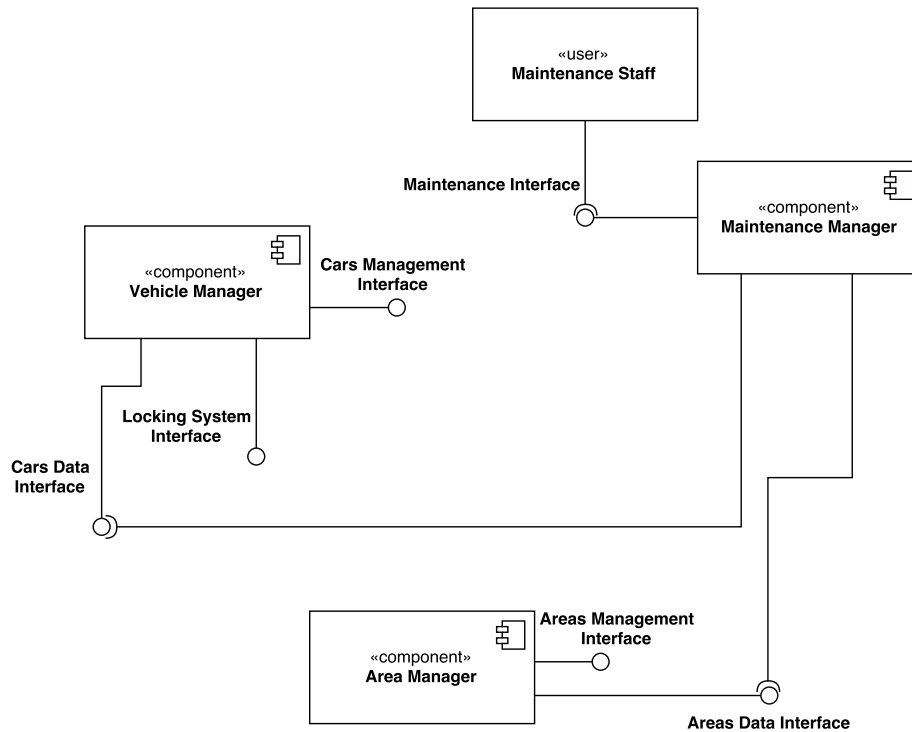 «user»
Maintenance Staff
Maintenance Interface
«component»
Maintenance Manager
«component»
Vehicle Manager
Cars Management
Interface
Locking System
Interface
Cars Data
Interface
«component»
Area Manager
Areas Management
Interface
Areas Data Interface